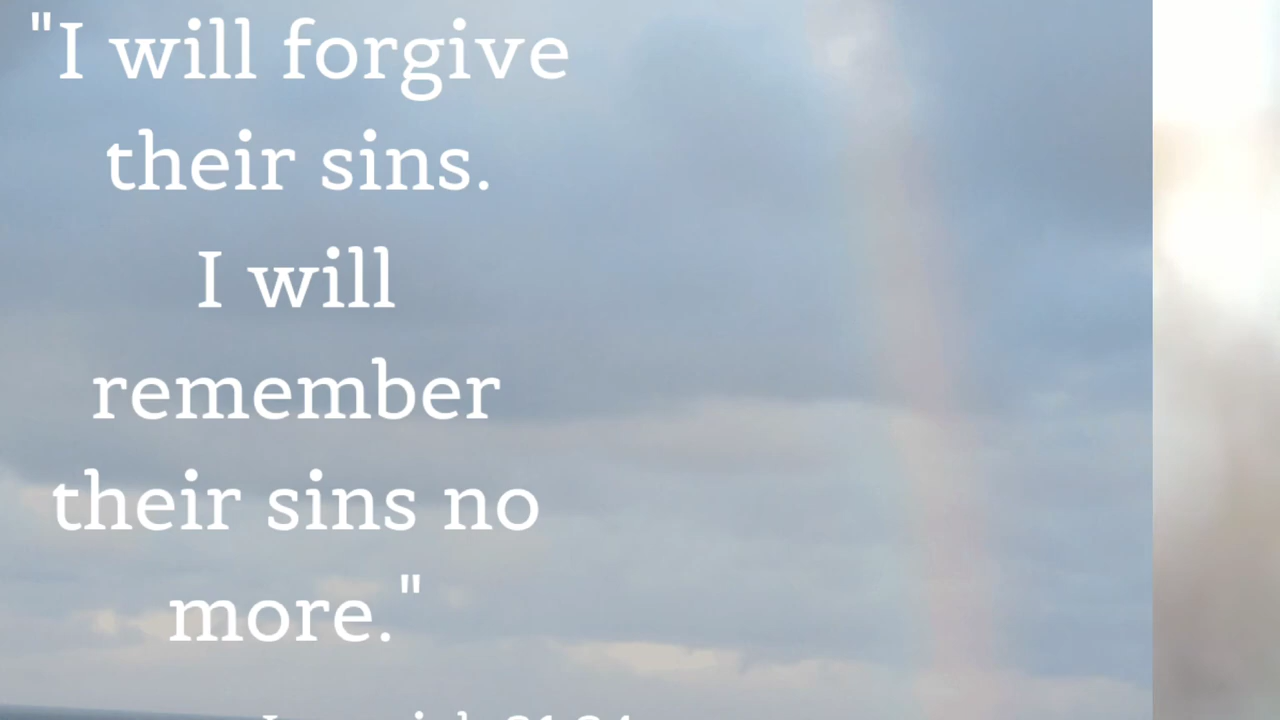 "I will forgive
their sins.
I will
remember
their sins no
more."